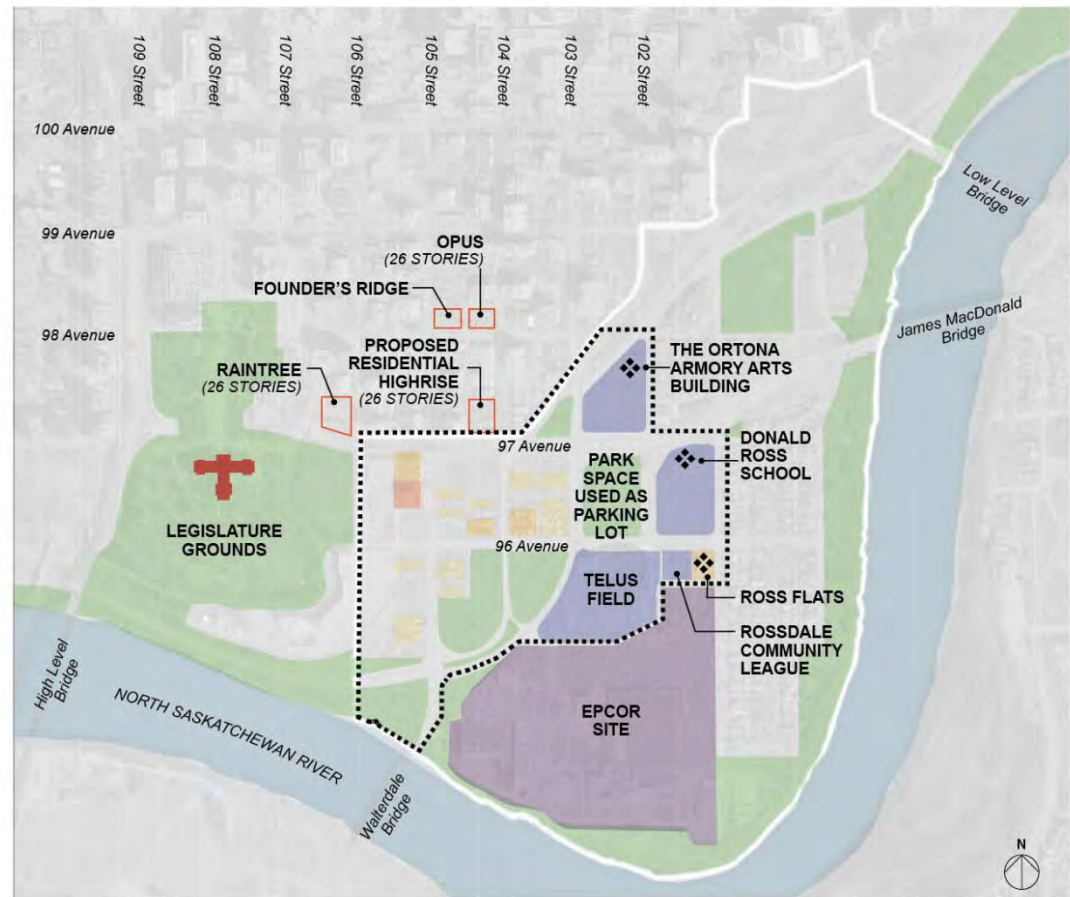 109 Street
108 Street
107 Street
106 Street
105 Street
104 Street
103 Street
102 Street
100 Avenue
99 Avenue
98 Avenue
OPUS
(26 STORIES)
FOUNDER'S RIDGE
RAINTREE
(26 STORIES)
PROPOSED
RESIDENTIAL
HIGHRISE
(26 STORIES)
Low Level
Bridge
James MacDonald
Bridge
THE ORTONA
ARMORY ARTS
BUILDING
97 Avenue
DONALD
ROSS
SCHOOL
PARK
SPACE
USED AS
PARKING
LOT
LEGISLATURE
GROUNDS
96 Avenue
TELUS
FIELD
ROSS FLATS
ROSSDALE
COMMUNITY
LEAGUE
EPCOR
SITE
High Level
Bridge
NORTH SASKATCHEWAN RIVER
Walterdale
Bridge
N